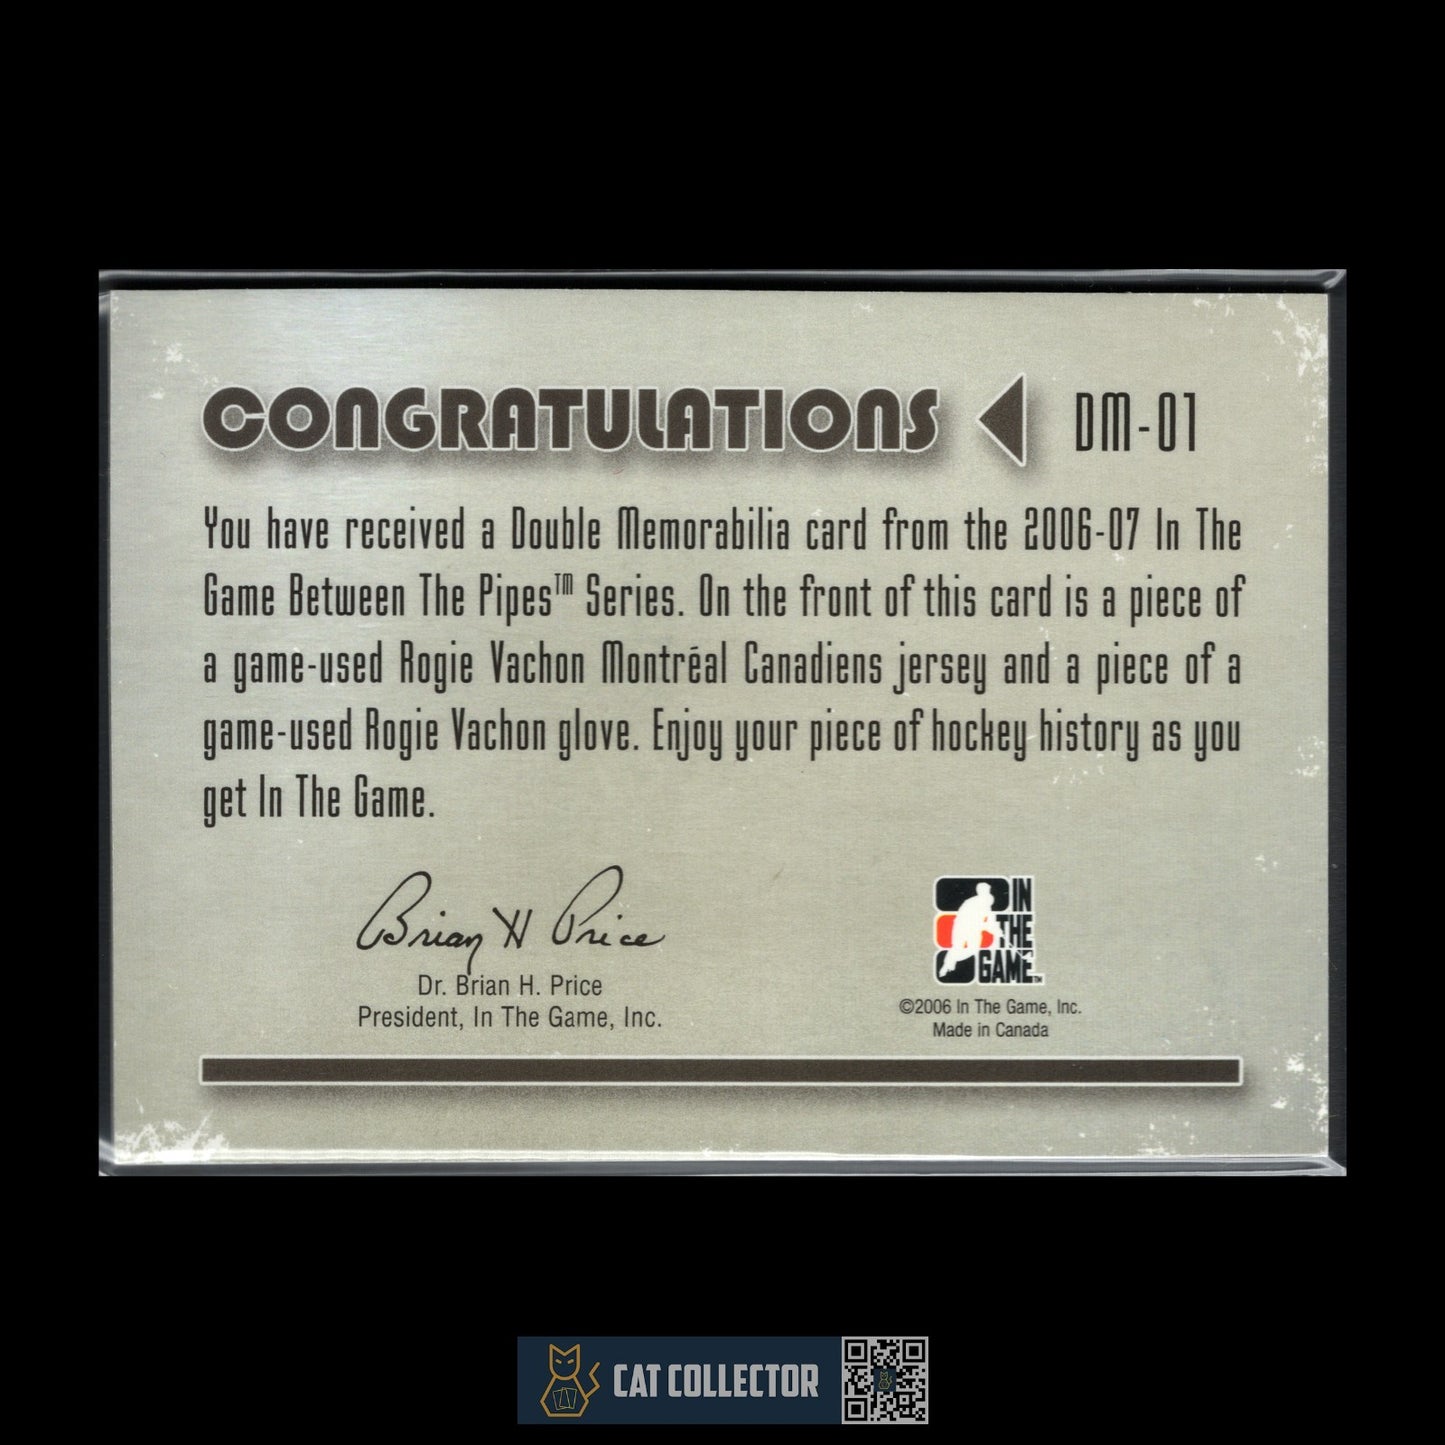 CONGRATULATIONS DM-01
You have received a Double Memorabilia card from the 2006-07 In The
Game Between The Pipes™ Series. On the front of this card is a piece of
a game-used Rogie Vachon Montréal Canadiens jersey and a piece of a
game-used Rogie Vachon glove. Enjoy your piece of hockey history as you
get In The Game.
Brian H Price
Dr. Brian H. Price
President, In The Game, Inc.
IN
THE
GAME™
©2006 In The Game, Inc.
Made in Canada
CAT COLLECTOR